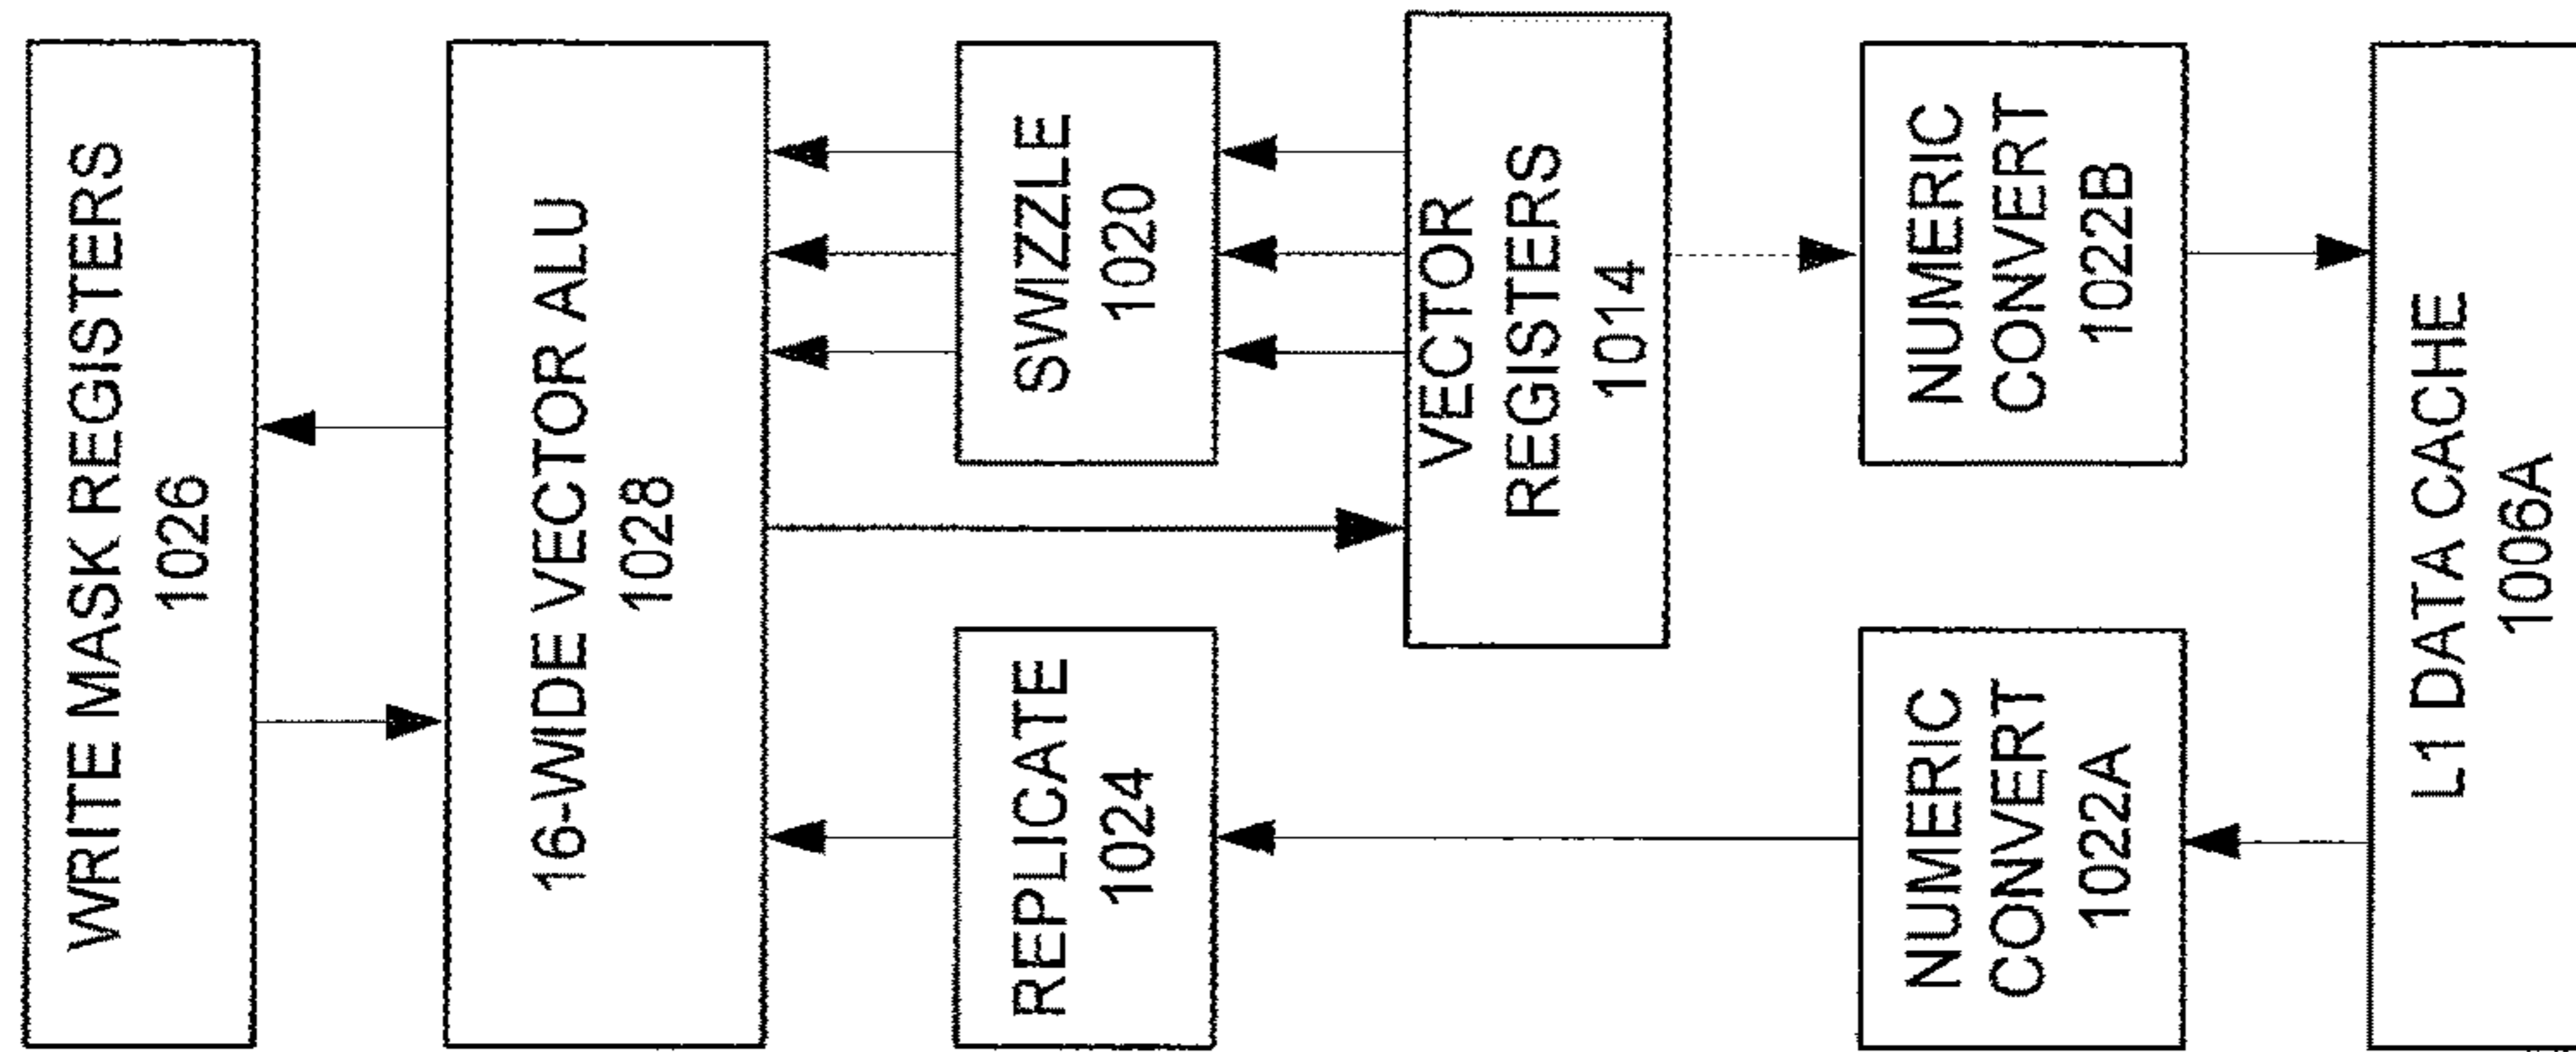 WRITE MASK REGISTERS
1026
16-WIDE VECTOR ALU
1028
REPLICATE
1024
SWIZZLE
1020
VECTOR
REGISTERS
1014
NUMERIC
CONVERT
1022A
NUMERIC
CONVERT
1022B
L1 DATA CACHE
1006A